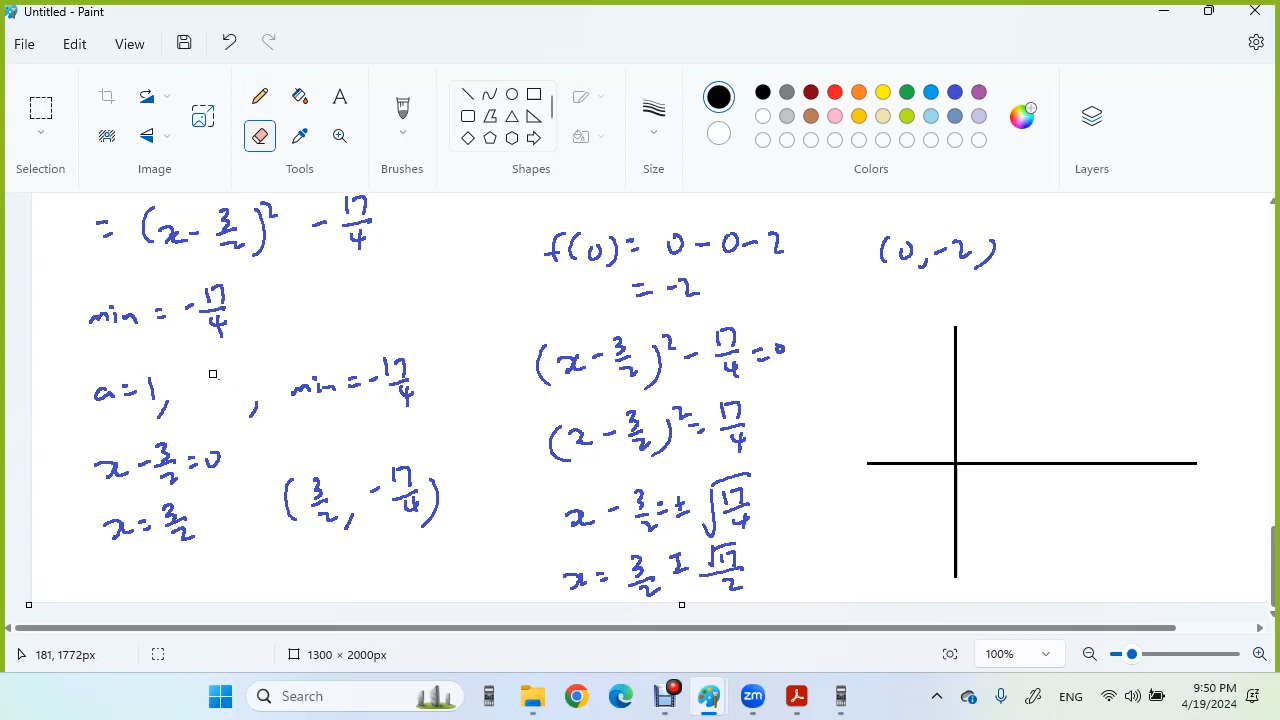 Untitled - Paint
File Edit View
Selection Image Tools Brushes Shapes Size Colors Layers
= (x - 3/2)² - 17/4
min = -17/4
a = 1, , min = -17/4
x - 3/2 = 0
x = 3/2
(3/2, -17/4)
f(0) = 0 - 0 - 2
= -2
(x - 3/2)² - 17/4 = 0
(x - 3/2)² = 17/4
x - 3/2 = ± √(17/4)
x = 3/2 ± √17/2
(0, -2)
181, 1772px
1300 × 2000px
100%
Search
zm
ENG
9:50 PM
4/19/2024